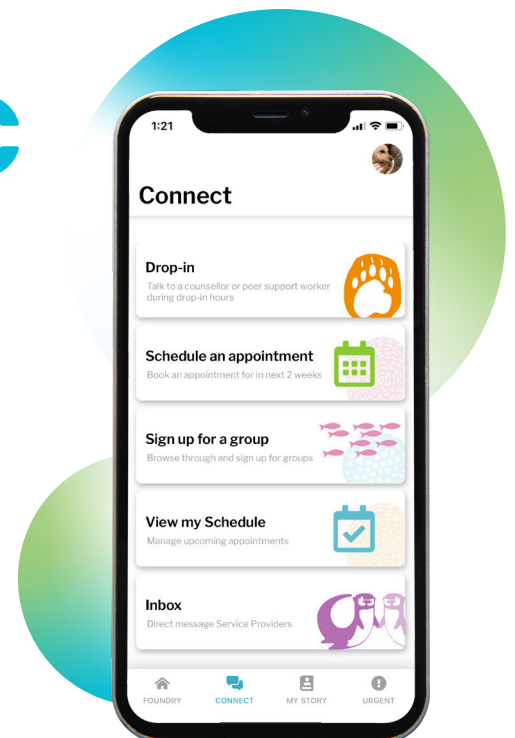 1:21
Connect
Drop-in
Talk to a counsellor or peer support worker
during drop-in hours
Schedule an appointment
Book an appointment for in next 2 weeks
Sign up for a group
Browse through and sign up for groups
View my Schedule
Manage upcoming appointments
Inbox
Direct message Service Providers
FOUNDRY CONNECT MY STORY URGENT